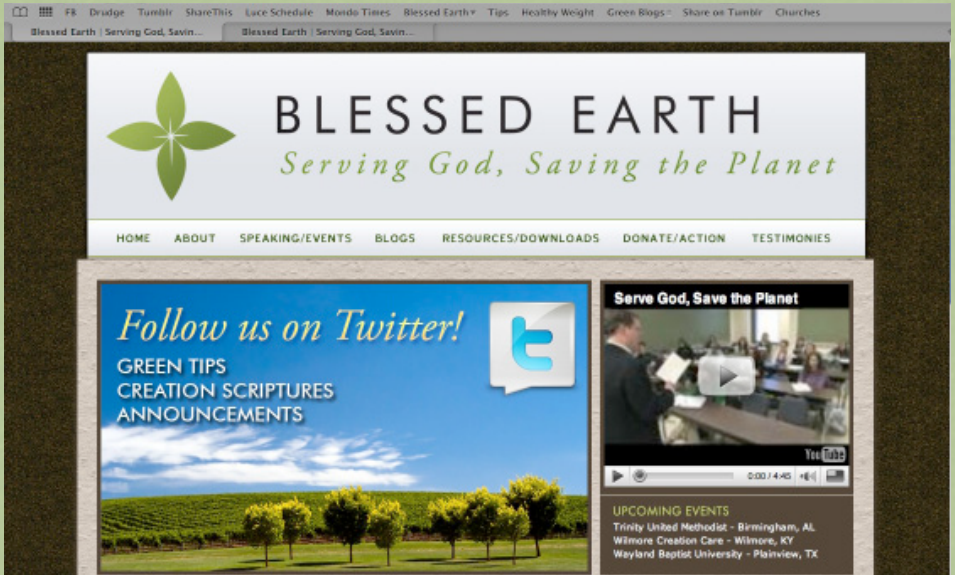 FB Drudge Tumblr ShareThis Luce Schedule Mondo Times Blessed Earth Tips Healthy Weight Green Blogs Share on Tumblr Churches
Blessed Earth | Serving God, Savin... Blessed Earth | Serving God, Savin...
BLESSED EARTH
Serving God, Saving the Planet
HOME ABOUT SPEAKING/EVENTS BLOGS RESOURCES/DOWNLOADS DONATE/ACTION TESTIMONIES
Follow us on Twitter!
GREEN TIPS
CREATION SCRIPTURES
ANNOUNCEMENTS
t
Serve God, Save the Planet
YouTube
0:00 / 4:45
UPCOMING EVENTS
Trinity United Methodist - Birmingham, AL
Wilmore Creation Care - Wilmore, KY
Wayland Baptist University - Plainview, TX